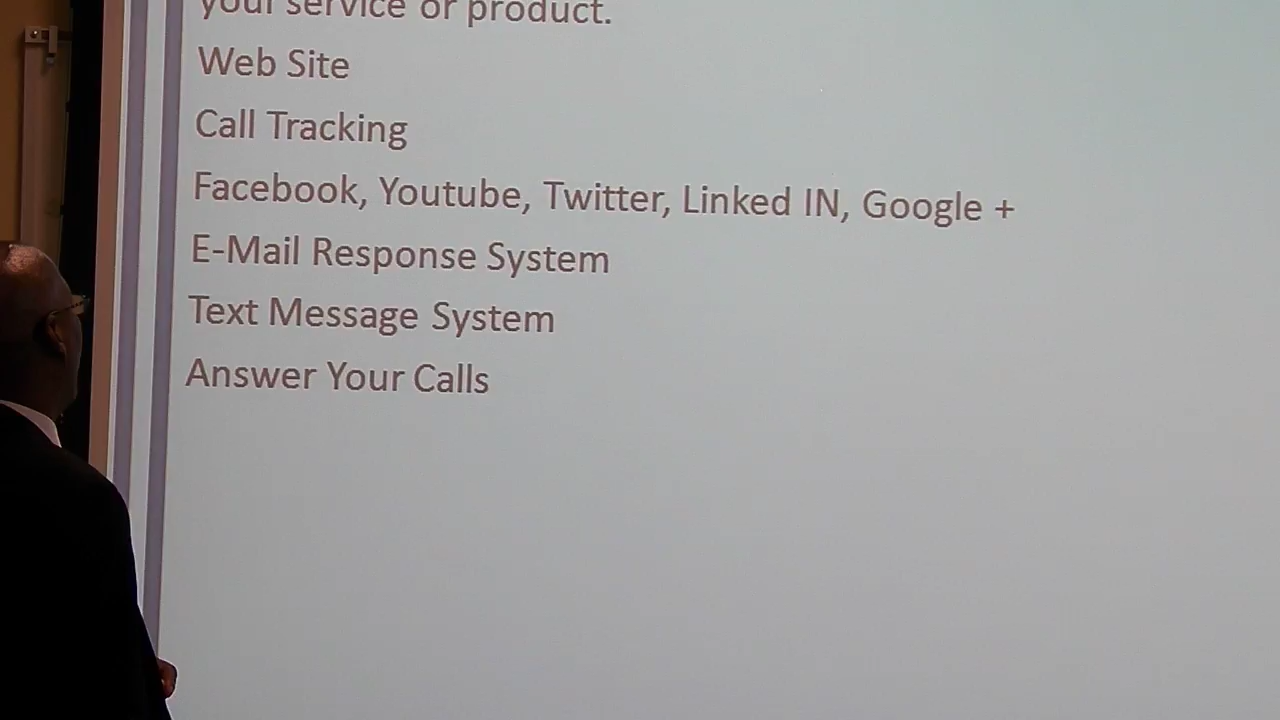 your service or product.
Web Site
Call Tracking
Facebook, Youtube, Twitter, Linked IN, Google +
E-Mail Response System
Text Message System
Answer Your Calls